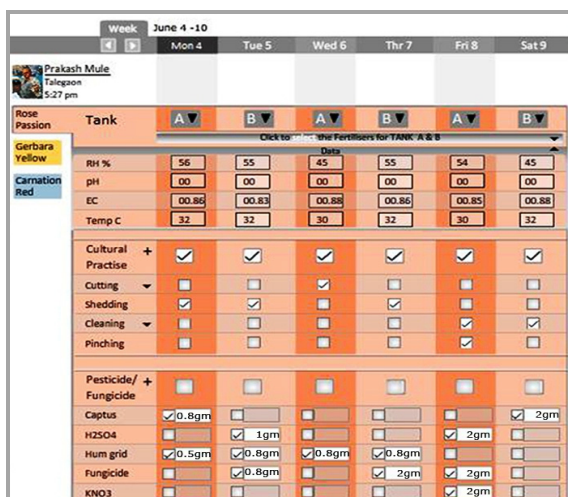 Week June 4 -10
Mon 4 Tue 5 Wed 6 Thr 7 Fri 8 Sat 9
Prakash Mule
Talegaon
5:27 pm
Rose Passion
Gerbara Yellow
Carnation Red
Tank A B A B A B
Click to select the Fertilisers for TANK A & B
Data
RH % 56 55 45 55 54 45
pH 00 00 00 00 00 00
EC 00.86 00.83 00.88 00.86 00.85 00.88
Temp C 32 32 30 32 30 32
Cultural Practise +
Cutting
Shedding
Cleaning
Pinching
Pesticide/ Fungicide +
Captus 0.8gm 2gm
H2SO4 1gm 2gm
Hum grid 0.5gm 0.8gm 0.8gm 0.8gm
Fungicide 0.8gm 2gm 2gm
KNO3 2gm